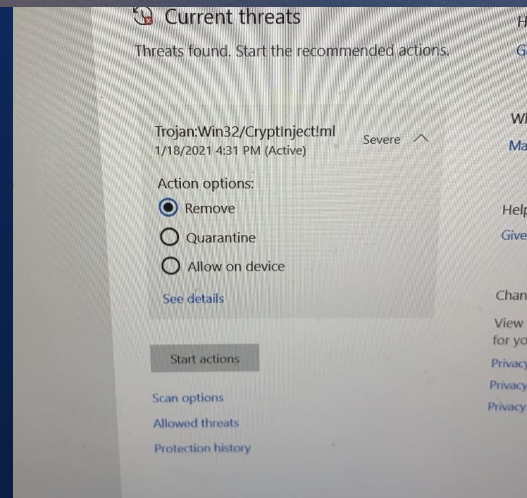 Current threats
Threats found. Start the recommended actions.
Trojan:Win32/CryptInject!ml
Severe
1/18/2021 4:31 PM (Active)
Action options:
Remove
Quarantine
Allow on device
See details
Start actions
Scan options
Allowed threats
Protection history
Help
Give
View
for yo
Privacy
Privacy
Privacy